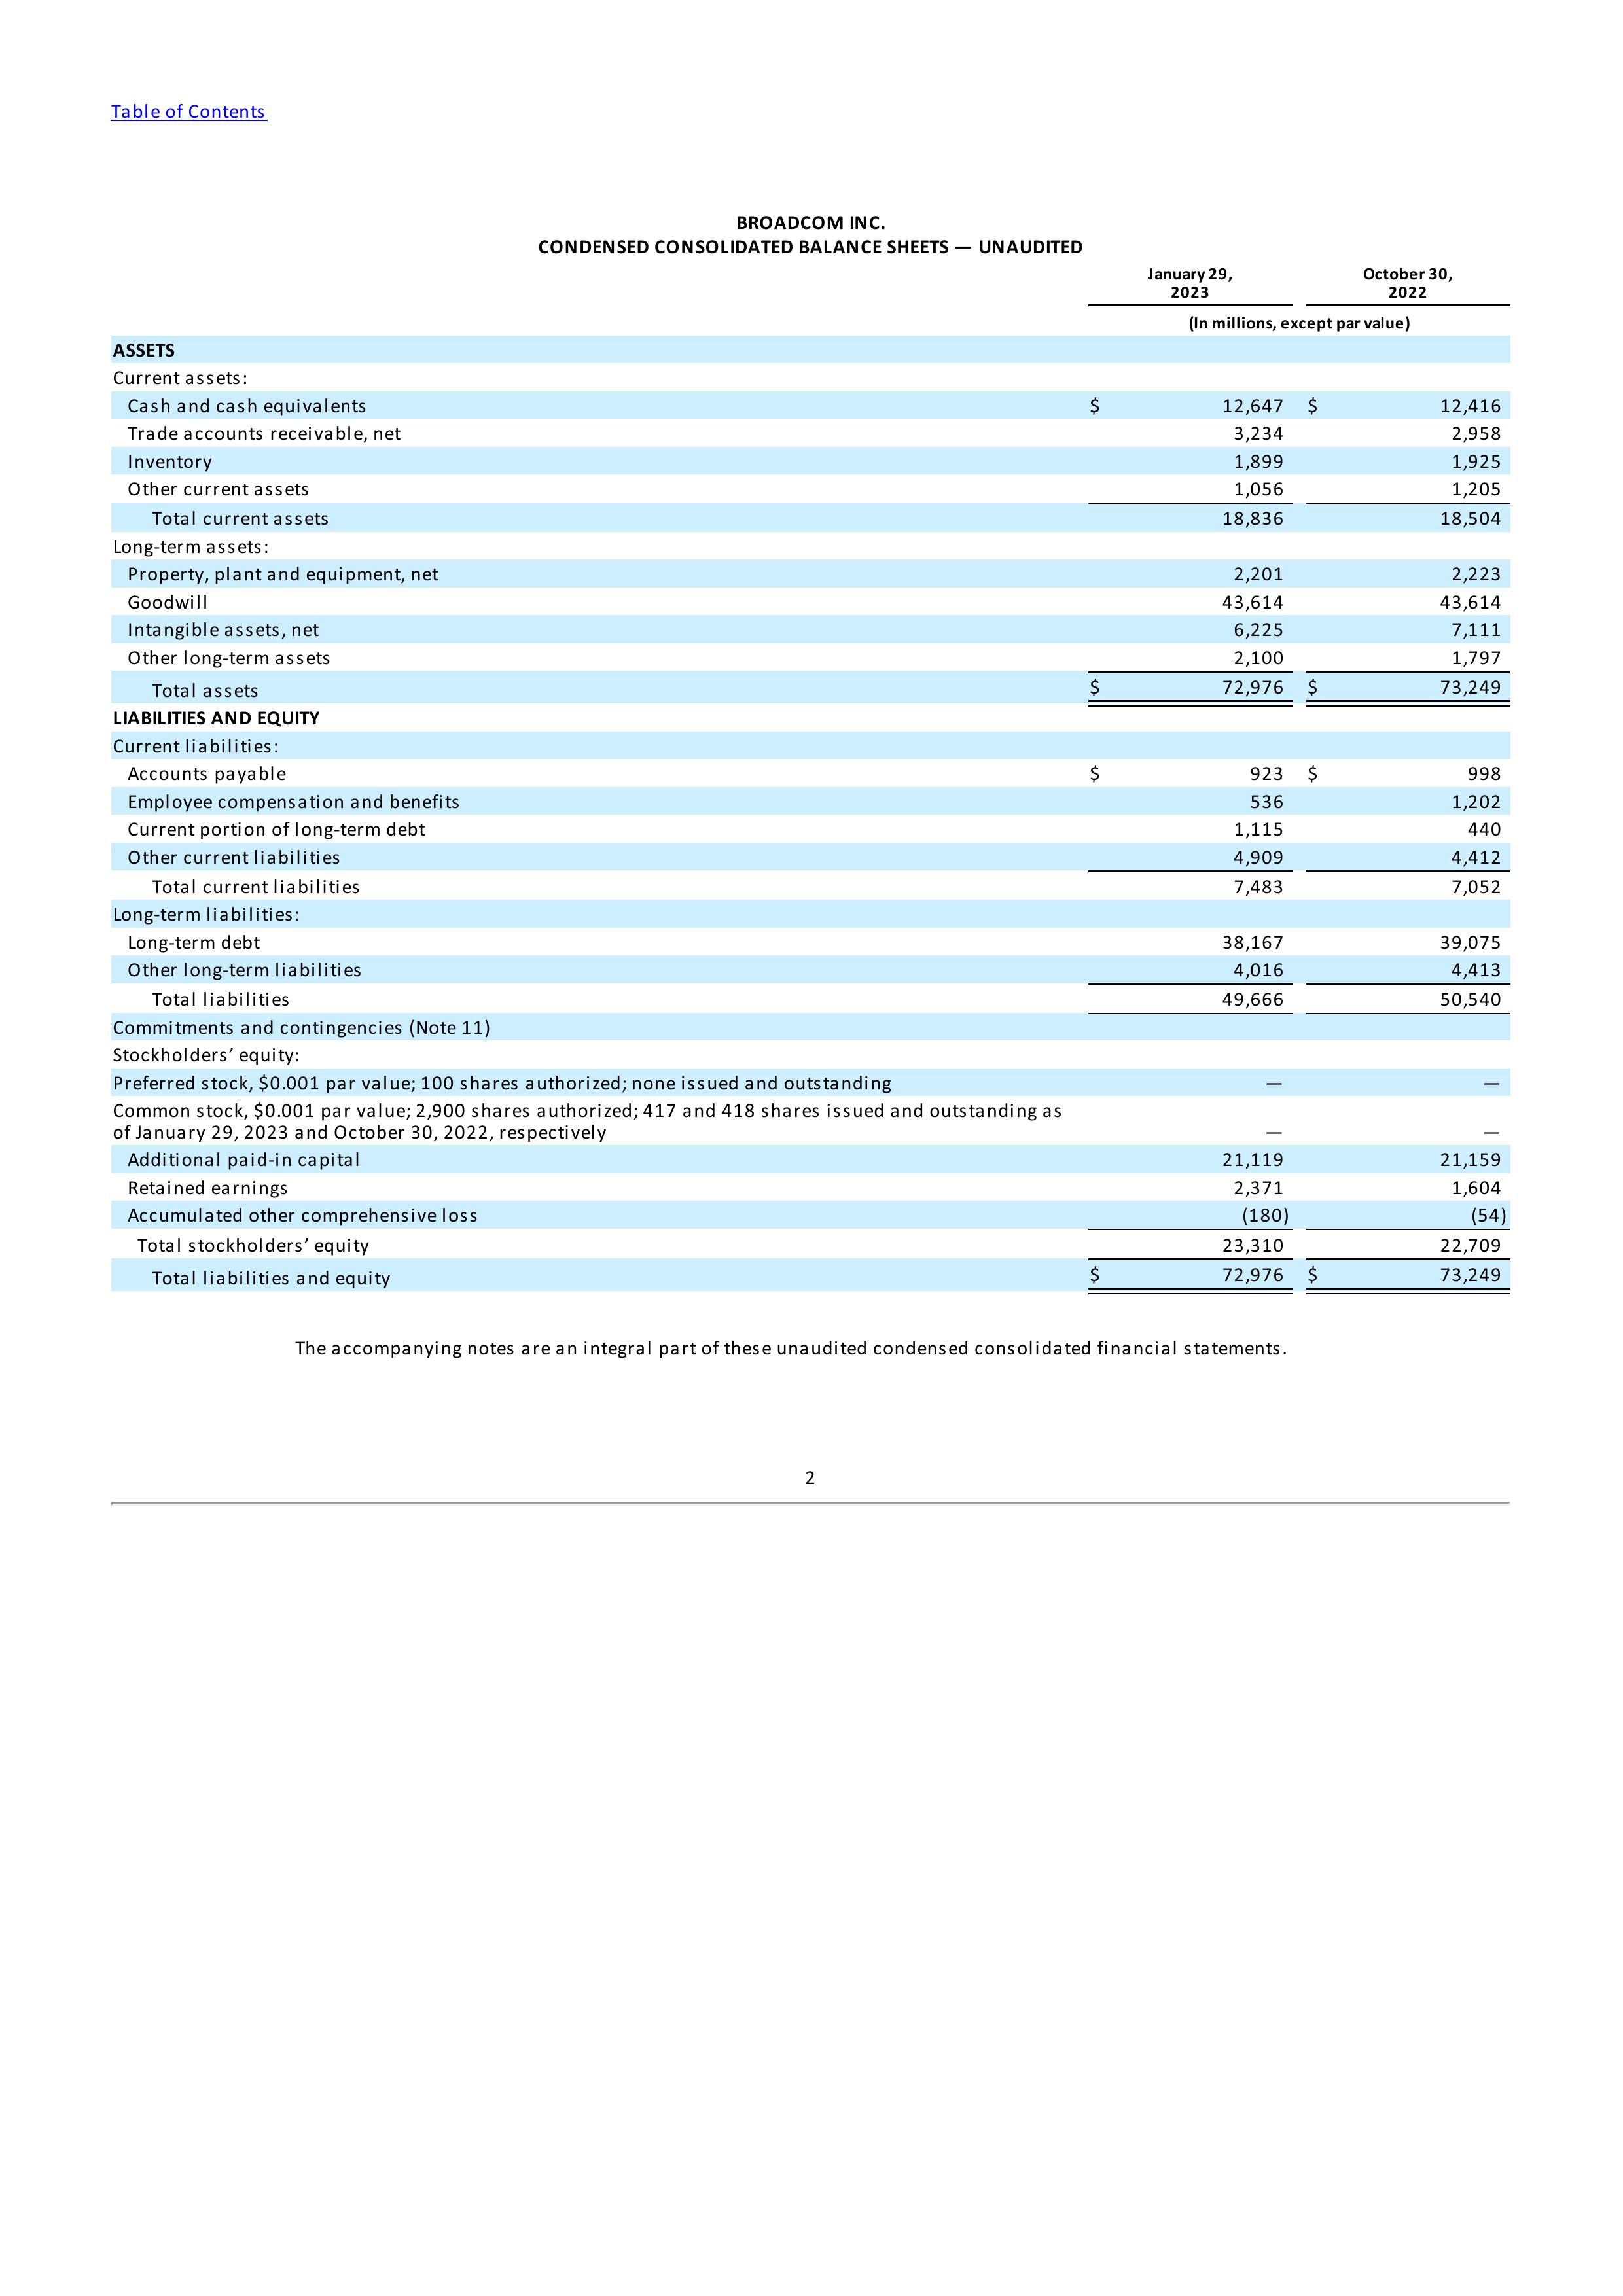 Table of Contents
BROADCOM INC.
CONDENSED CONSOLIDATED BALANCE SHEETS — UNAUDITED
January 29, October 30,
2023 2022
(In millions, except par value)
ASSETS
Current assets:
Cash and cash equivalents $ 12,647 $ 12,416
Trade accounts receivable, net 3,234 2,958
Inventory 1,899 1,925
Other current assets 1,056 1,205
Total current assets 18,836 18,504
Long-term assets:
Property, plant and equipment, net 2,201 2,223
Goodwill 43,614 43,614
Intangible assets, net 6,225 7,111
Other long-term assets 2,100 1,797
Total assets $ 72,976 $ 73,249
LIABILITIES AND EQUITY
Current liabilities:
Accounts payable $ 923 $ 998
Employee compensation and benefits 536 1,202
Current portion of long-term debt 1,115 440
Other current liabilities 4,909 4,412
Total current liabilities 7,483 7,052
Long-term liabilities:
Long-term debt 38,167 39,075
Other long-term liabilities 4,016 4,413
Total liabilities 49,666 50,540
Commitments and contingencies (Note 11)
Stockholders’ equity:
Preferred stock, $0.001 par value; 100 shares authorized; none issued and outstanding — —
Common stock, $0.001 par value; 2,900 shares authorized; 417 and 418 shares issued and outstanding as
of January 29, 2023 and October 30, 2022, respectively — —
Additional paid-in capital 21,119 21,159
Retained earnings 2,371 1,604
Accumulated other comprehensive loss (180) (54)
Total stockholders’ equity 23,310 22,709
Total liabilities and equity $ 72,976 $ 73,249
The accompanying notes are an integral part of these unaudited condensed consolidated financial statements.
2